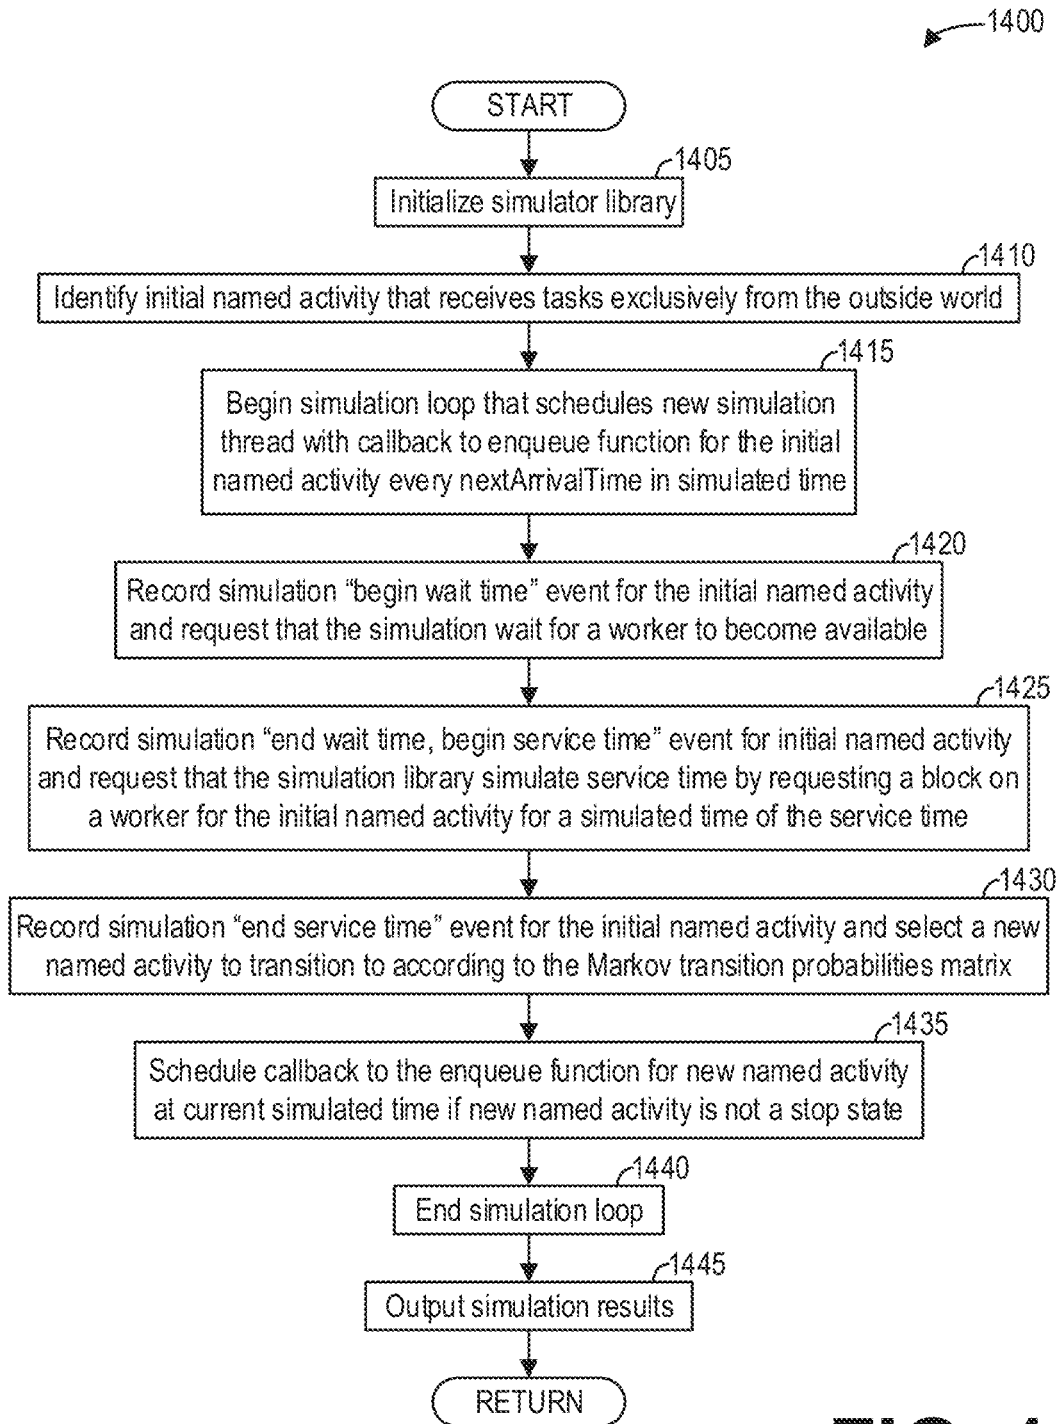 1400
START
1405
Initialize simulator library
1410
Identify initial named activity that receives tasks exclusively from the outside world
1415
Begin simulation loop that schedules new simulation
thread with callback to enqueue function for the initial
named activity every nextArrivalTime in simulated time
1420
Record simulation “begin wait time” event for the initial named activity
and request that the simulation wait for a worker to become available
1425
Record simulation “end wait time, begin service time” event for initial named activity
and request that the simulation library simulate service time by requesting a block on
a worker for the initial named activity for a simulated time of the service time
1430
Record simulation “end service time” event for the initial named activity and select a new
named activity to transition to according to the Markov transition probabilities matrix
1435
Schedule callback to the enqueue function for new named activity
at current simulated time if new named activity is not a stop state
1440
End simulation loop
1445
Output simulation results
RETURN